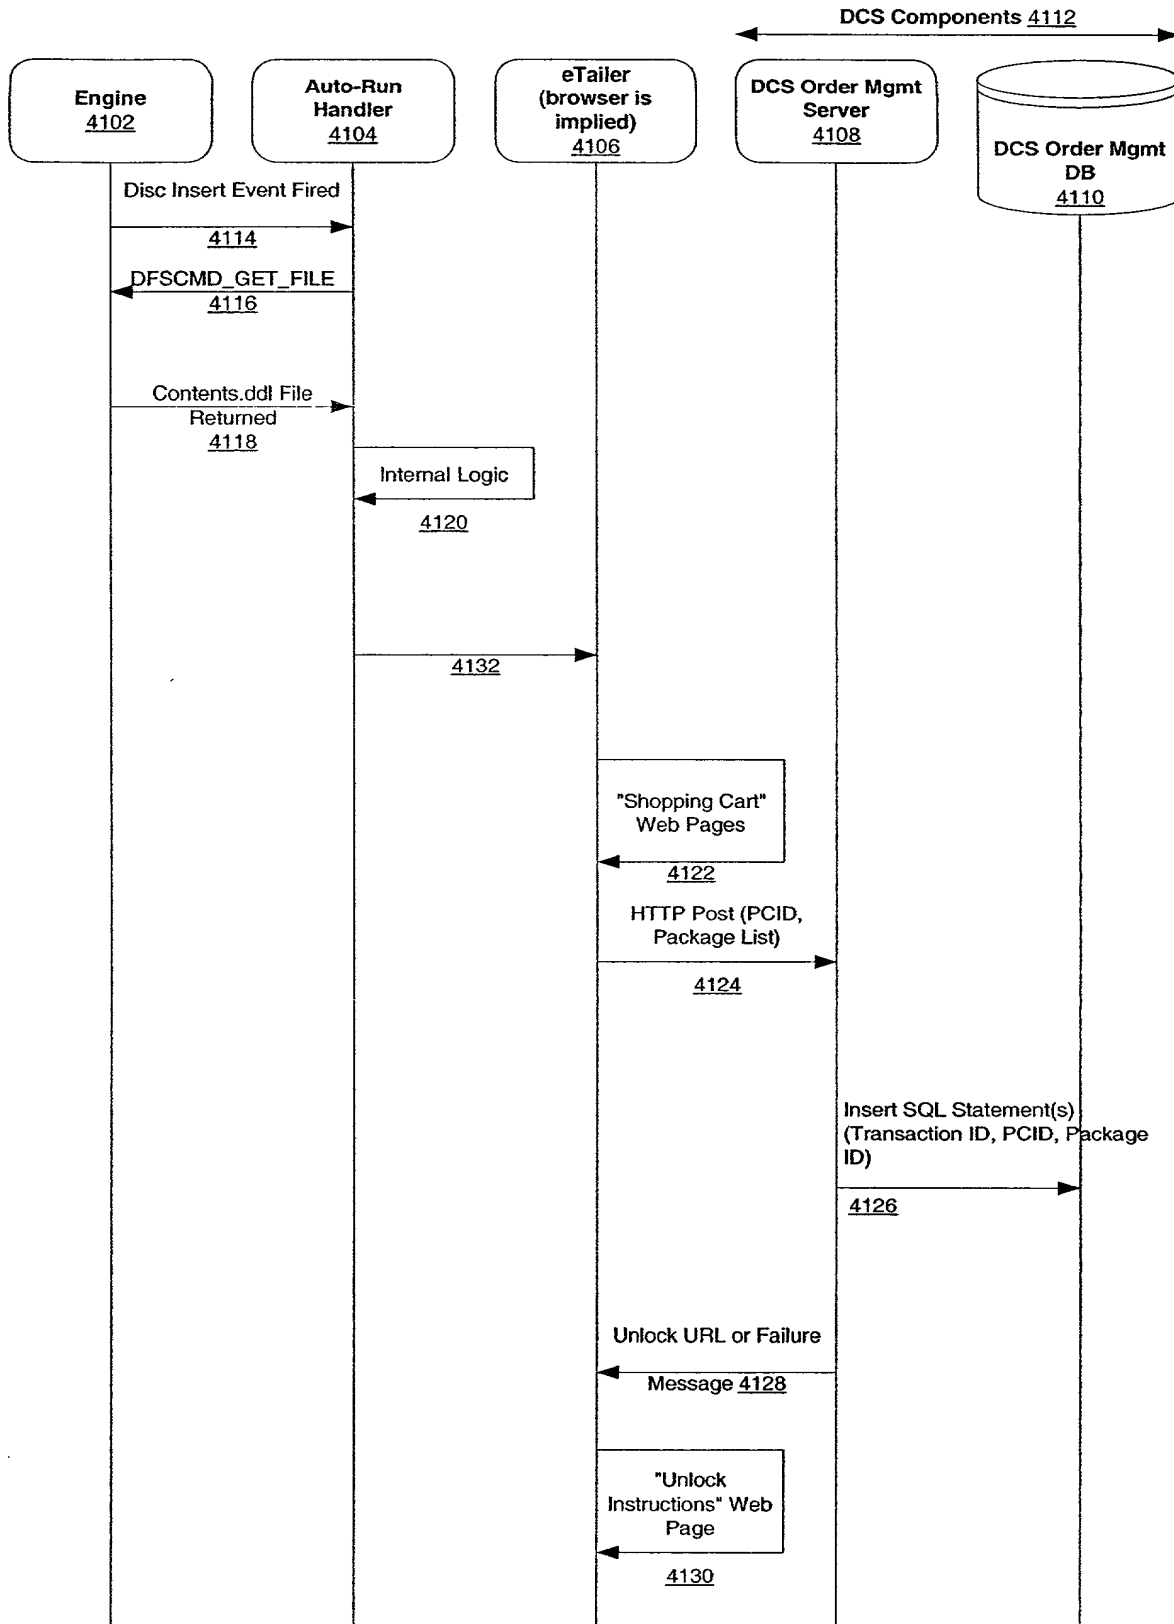 DCS Components 4112
Engine
4102
Auto-Run
Handler
4104
eTailer
(browser is
implied)
4106
DCS Order Mgmt
Server
4108
DCS Order Mgmt
DB
4110
Disc Insert Event Fired
4114
DFSCMD_GET_FILE
4116
Contents.ddl File
Returned
4118
Internal Logic
4120
4132
"Shopping Cart"
Web Pages
4122
HTTP Post (PCID,
Package List)
4124
Insert SQL Statement(s)
(Transaction ID, PCID, Package
ID)
4126
Unlock URL or Failure
Message 4128
"Unlock
Instructions" Web
Page
4130